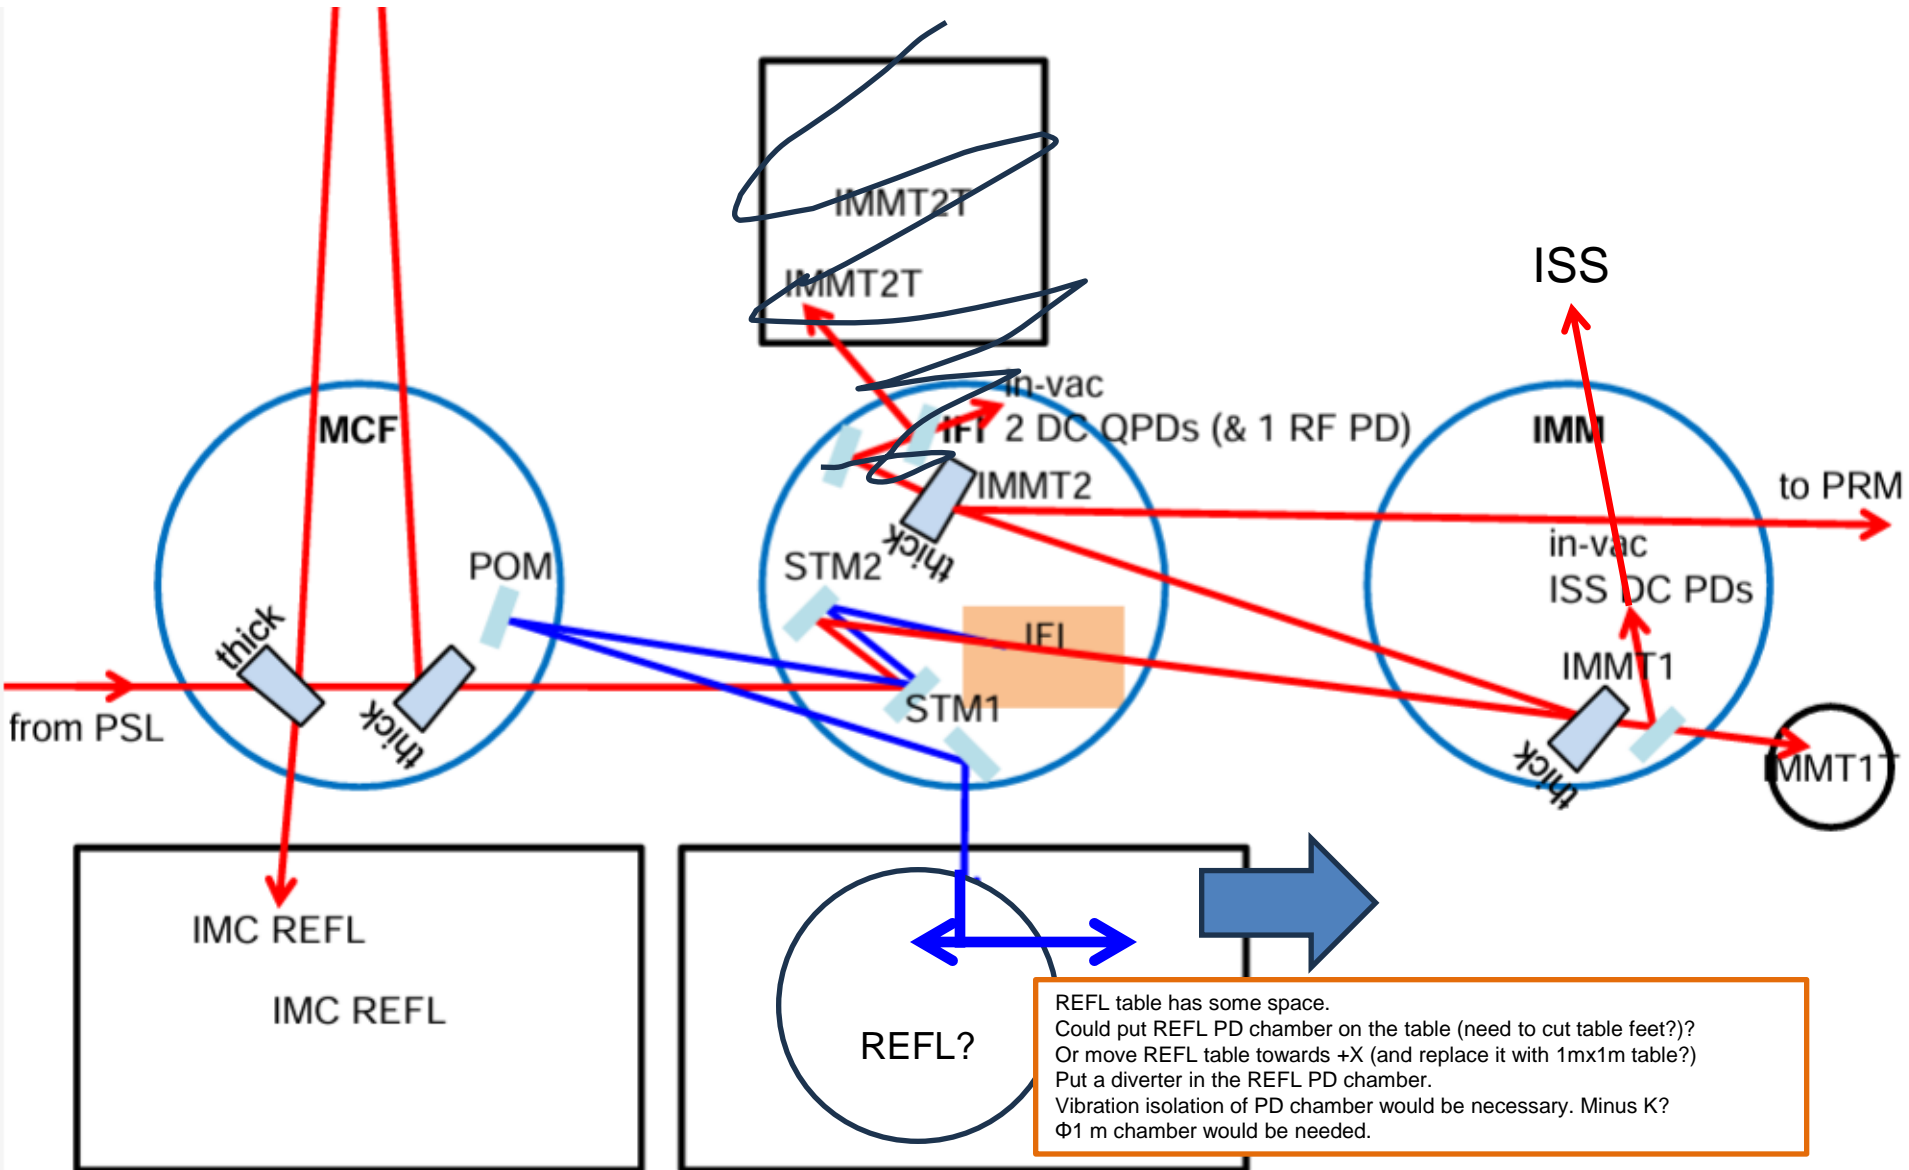 IMMT2T
IMMT2T
ISS
in-vac
MCF
IFI
2 DC QPDs (& 1 RF PD)
IMM
IMMT2
to PRM
thick
in-vac
ISS DC PDs
POM
STM2
thick
IFI
IMMT1
from PSL
thick
STM1
thick
IMMT1T
IMC REFL
IMC REFL
REFL?
REFL table has some space.
Could put REFL PD chamber on the table (need to cut table feet?)?
Or move REFL table towards +X (and replace it with 1mx1m table?)
Put a diverter in the REFL PD chamber.
Vibration isolation of PD chamber would be necessary. Minus K?
Φ1 m chamber would be needed.